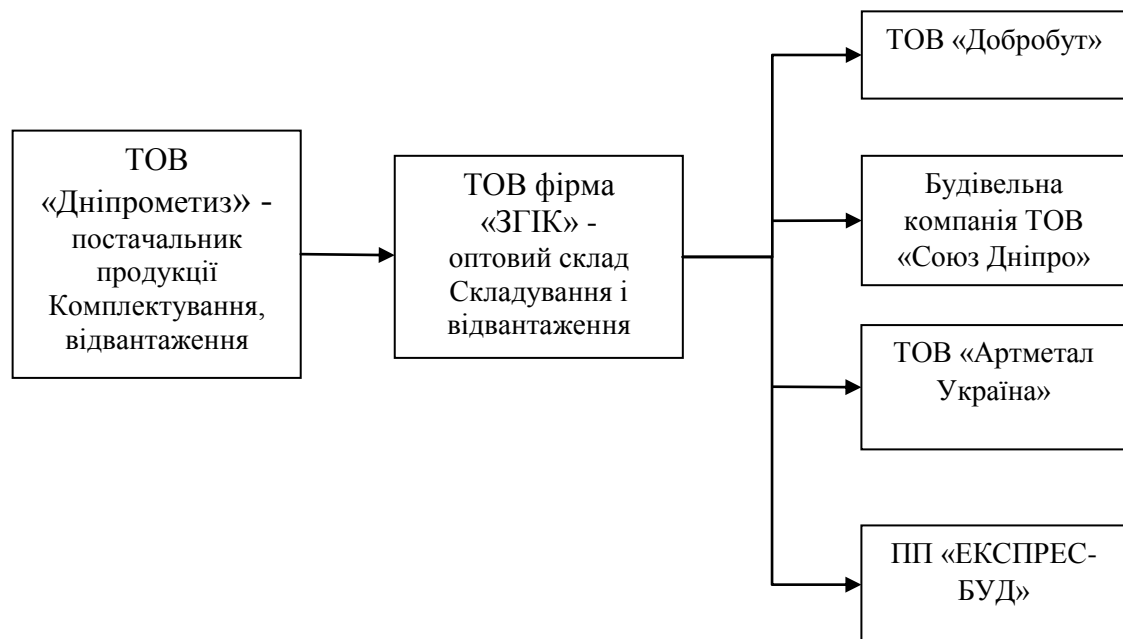 ТОВ
«Дніпрометиз» -
постачальник
продукції
Комплектування,
відвантаження
ТОВ фірма
«ЗГІК» -
оптовий склад
Складування і
відвантаження
ТОВ «Добробут»
Будівельна
компанія ТОВ
«Союз Дніпро»
ТОВ «Артметал
Україна»
ПП «ЕКСПРЕС-
БУД»